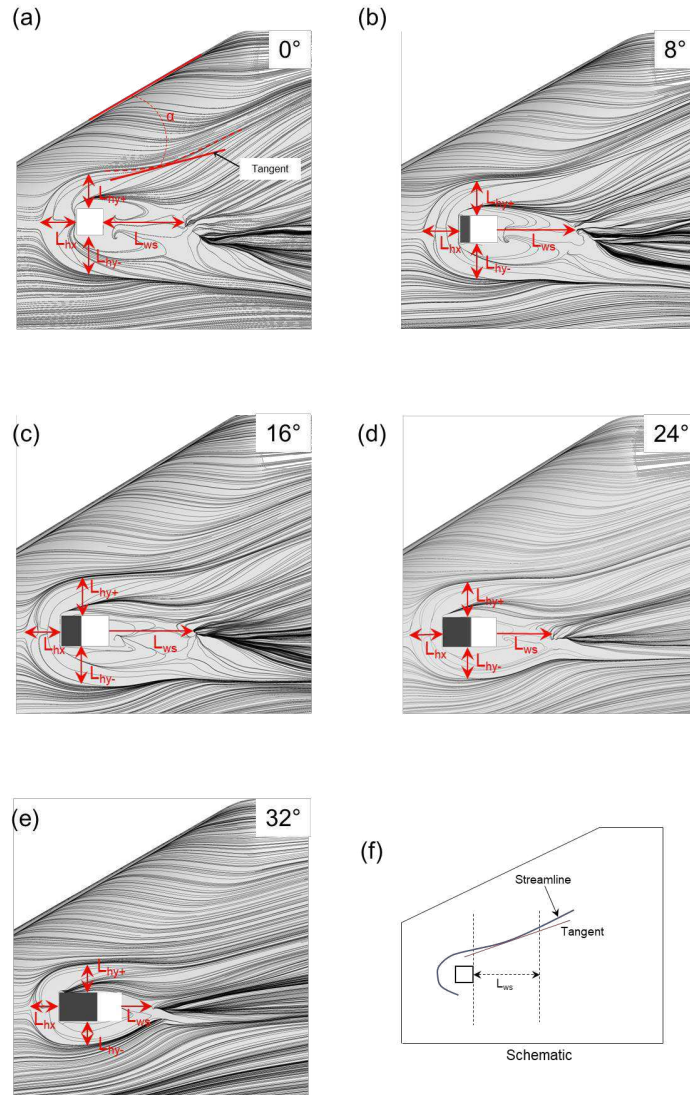 (a)
0°
α
Tangent
Lhy+
Lhx
Lws
Lhy-
(b)
8°
Lhy+
Lhx
Lws
Lhy-
(c)
16°
Lhy+
Lhx
Lws
Lhy-
(d)
24°
Lhy+
Lhx
Lws
Lhy-
(e)
32°
Lhy+
Lhx
Lws
Lhy-
(f)
Streamline
Tangent
Lws
Schematic